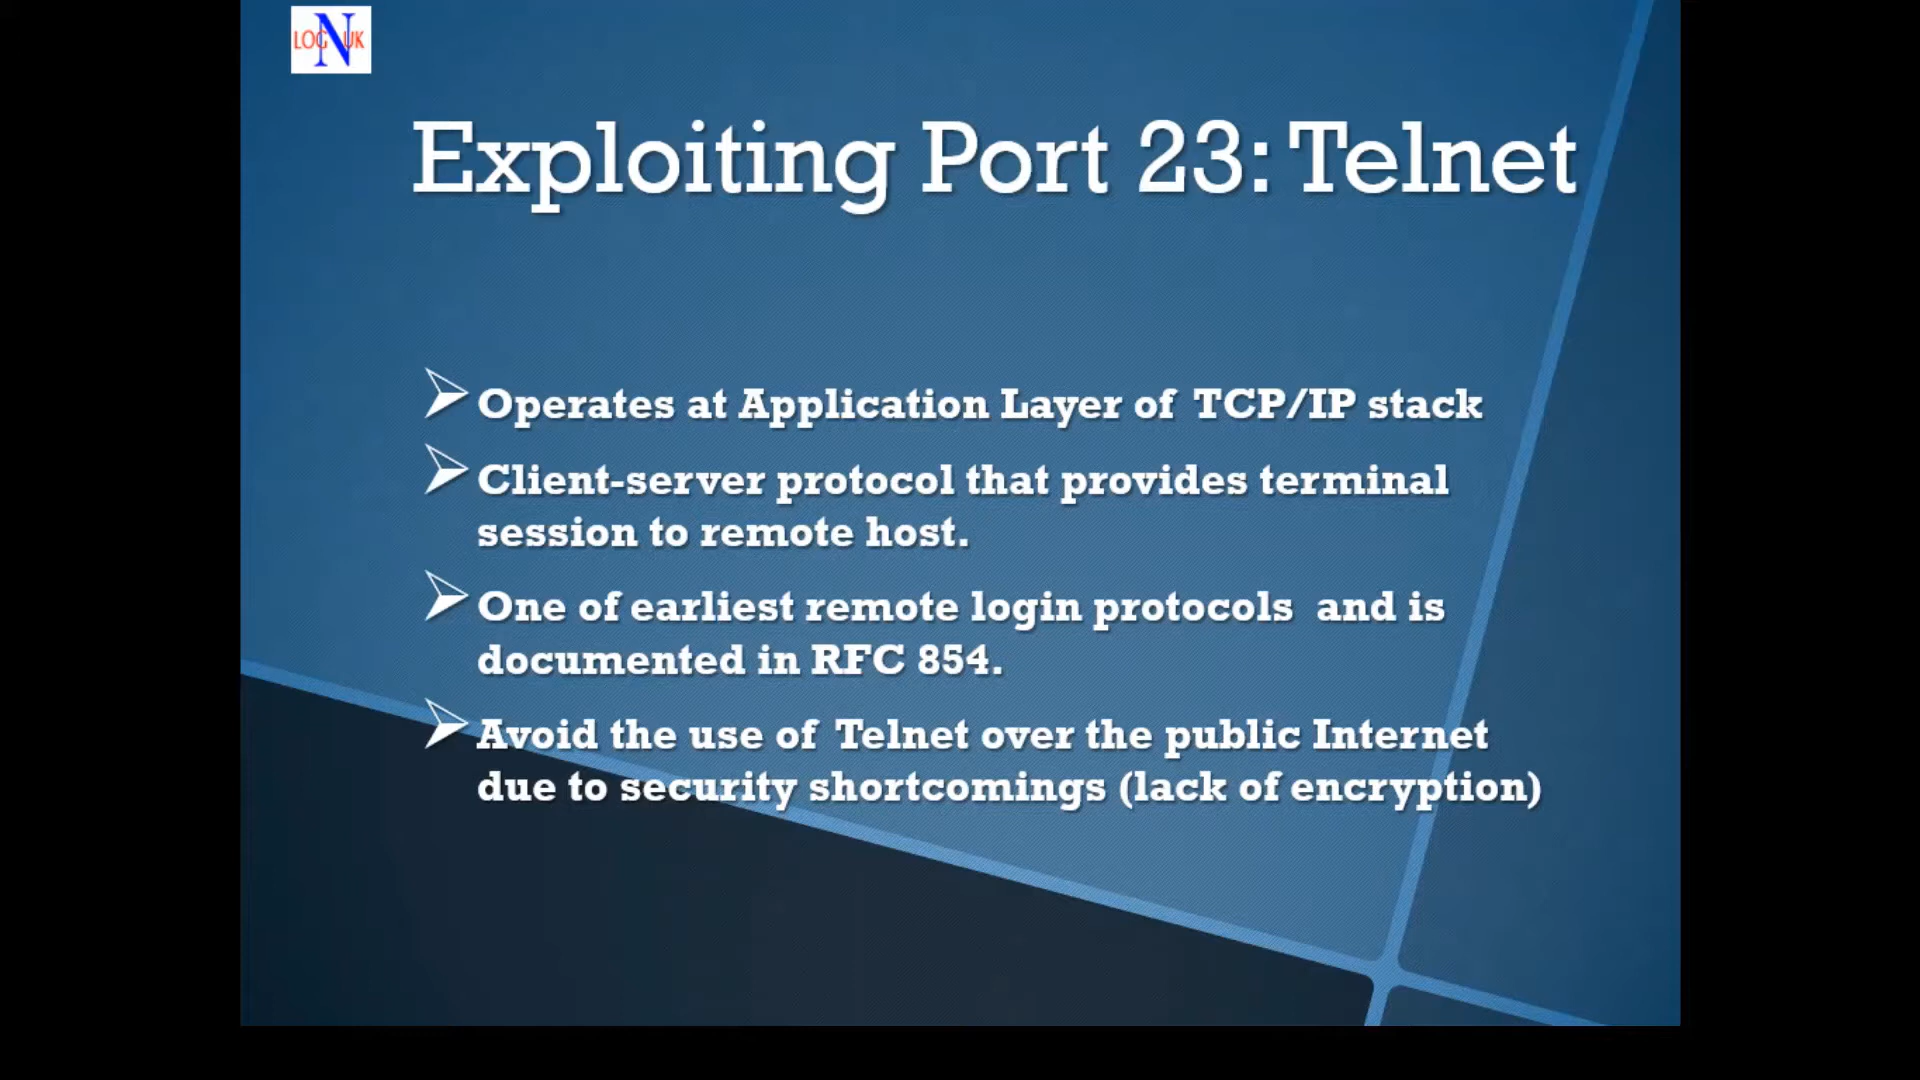 LOGNUK
Exploiting Port 23: Telnet
Operates at Application Layer of TCP/IP stack
Client-server protocol that provides terminal
session to remote host.
One of earliest remote login protocols and is
documented in RFC 854.
Avoid the use of Telnet over the public Internet
due to security shortcomings (lack of encryption)